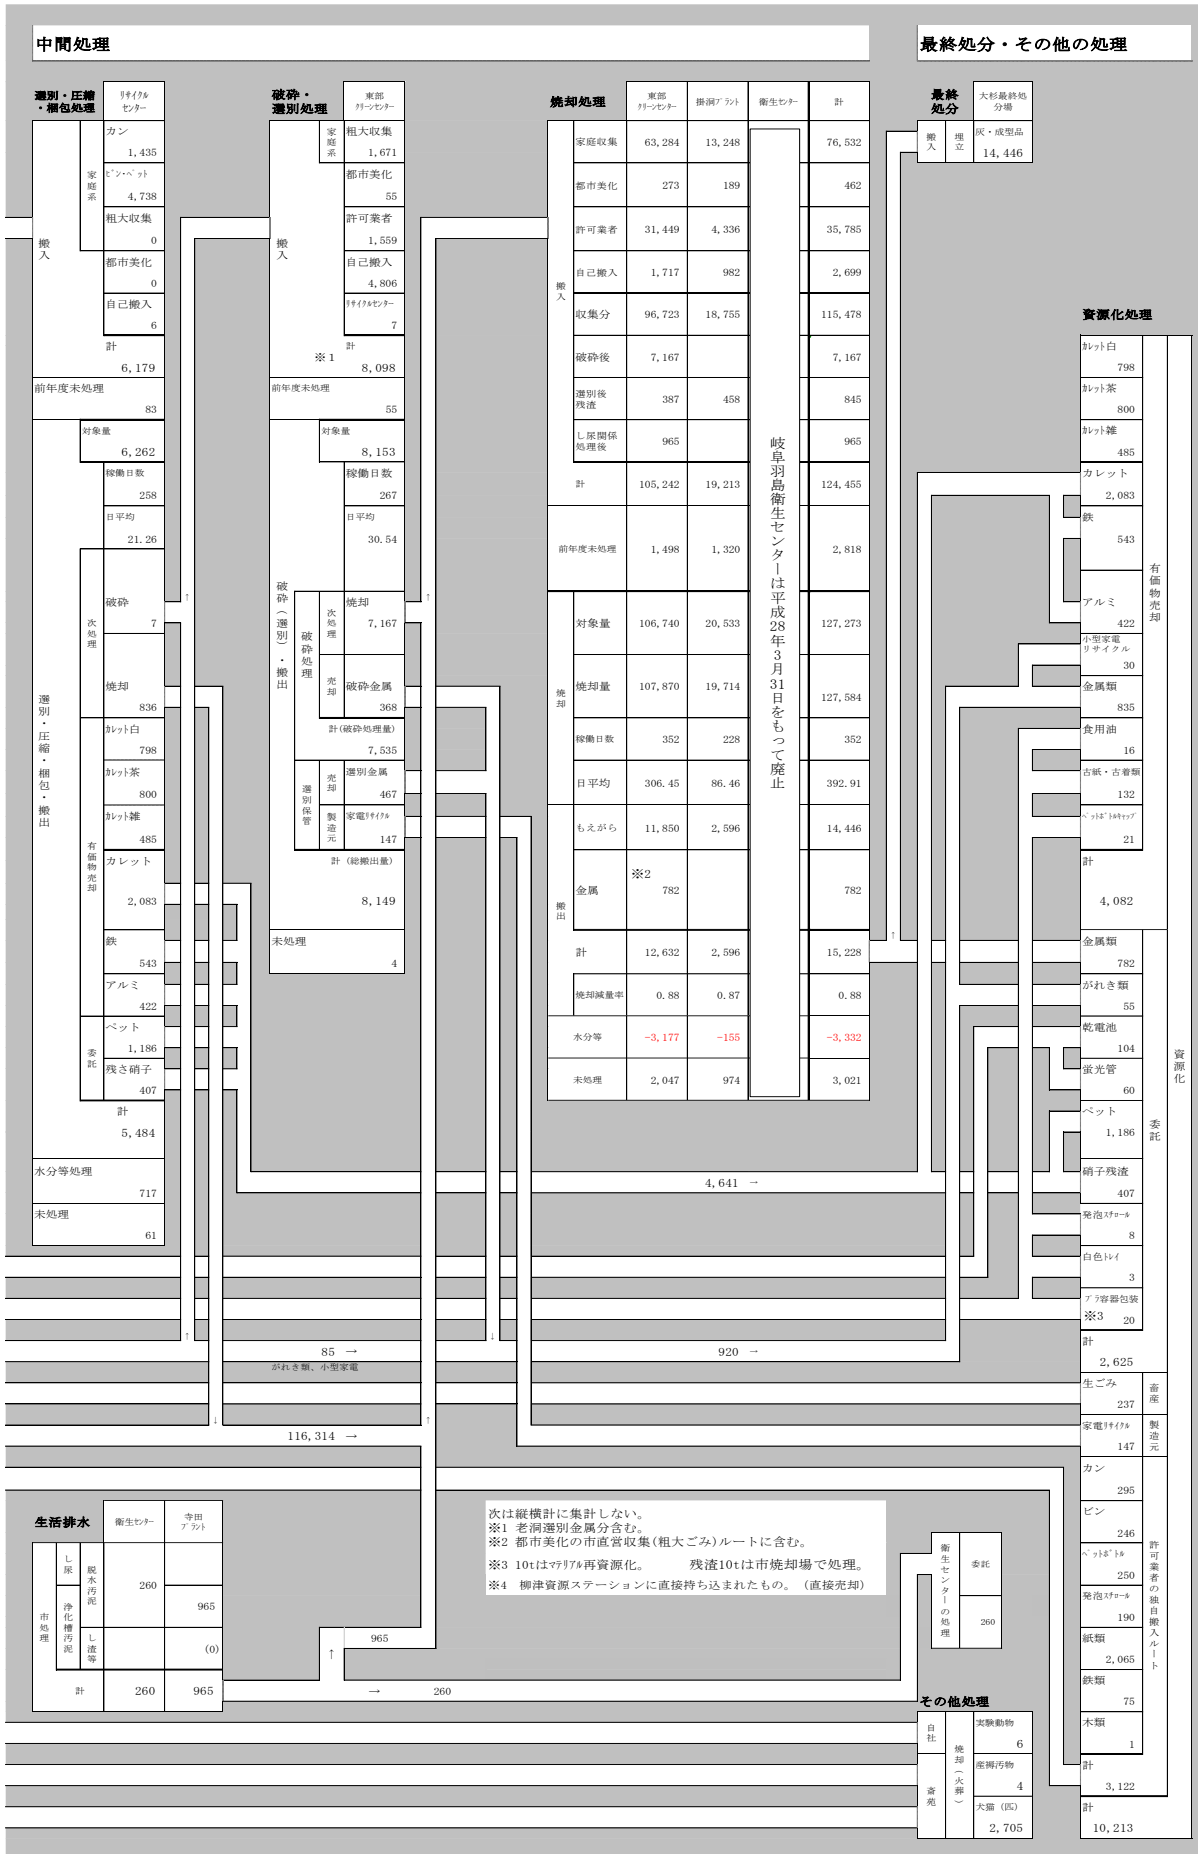 中間処理
最終処分・その他の処理
選別・圧縮・梱包処理
リサイクルセンター
搬入
家庭系
カン
1,435
ビン・ペット
4,738
粗大収集
0
都市美化
0
自己搬入
6
計
6,179
前年度未処理
83
選別・圧縮・梱包・搬出
対象量
6,262
稼働日数
258
日平均
21.26
次処理
破砕
7
焼却
836
有価物売却
カレット白
798
カレット茶
800
カレット雑
485
カレット
2,083
鉄
543
アルミ
422
委託
ペット
1,186
残さ硝子
407
計
5,484
水分等処理
717
未処理
61
破砕・選別処理
東部クリーンセンター
搬入
家庭系
粗大収集
1,671
都市美化
55
許可業者
1,559
自己搬入
4,806
リサイクルセンター
7
※1
計
8,098
前年度未処理
55
破砕(選別)・搬出
対象量
8,153
稼働日数
267
日平均
30.54
破砕処理
次処理
焼却
7,167
売却
破砕金属
368
計(破砕処理量)
7,535
選別保管
売却
選別金属
467
製造元
家電リサイクル
147
計 (総搬出量)
8,149
未処理
4
焼却処理
東部クリーンセンター 掛洞プラント 衛生センター 計
搬入
家庭収集 63,284 13,248 76,532
都市美化 273 189 462
許可業者 31,449 4,336 35,785
自己搬入 1,717 982 2,699
収集分 96,723 18,755 115,478
破砕後 7,167 7,167
選別後残渣 387 458 845
し尿関係処理後 965 965
計 105,242 19,213 124,455
前年度未処理 1,498 1,320 2,818
焼却
対象量 106,740 20,533 127,273
焼却量 107,870 19,714 127,584
稼働日数 352 228 352
日平均 306.45 86.46 392.91
搬出
もえがら 11,850 2,596 14,446
金属 ※2 782 782
計 12,632 2,596 15,228
焼却減量率 0.88 0.87 0.88
水分等 -3,177 -155 -3,332
未処理 2,047 974 3,021
岐阜羽島衛生センターは平成28年3月31日をもって廃止
最終処分
大杉最終処分場
搬入
埋立
灰・成型品
14,446
資源化処理
資源化
有価物売却
カレット白
798
カレット茶
800
カレット雑
485
カレット
2,083
鉄
543
アルミ
422
小型家電リサイクル
30
金属類
835
食用油
16
古紙・古着類
132
ペットボトルキャップ
21
計
4,082
委託
金属類
782
がれき類
55
乾電池
104
蛍光管
60
ペット
1,186
硝子残渣
407
発泡スチロール
8
白色トレイ
3
プラ容器包装
※3 20
計
2,625
畜産
生ごみ
237
製造元
家電リサイクル
147
許可業者の独自搬入ルート
カン
295
ビン
246
ペットボトル
250
発泡スチロール
190
紙類
2,065
鉄類
75
木類
1
計
3,122
計
10,213
↑
↑
↑
4,641 →
↑
↓
85 →
がれき類、小型家電
920 →
↓
↑
116,314 →
生活排水
衛生センター
寺田プラント
市処理
し尿
浄化槽汚泥
脱水汚泥
260
965
し渣等
(0)
計 260 965
965
↑
→ 260
次は縦横計に集計しない。
※1 老洞選別金属分含む。
※2 都市美化の市直営収集(粗大ごみ)ルートに含む。
※3 10tはマテリアル再資源化。 残渣10tは市焼却場で処理。
※4 柳津資源ステーションに直接持ち込まれたもの。(直接売却)
衛生センターの処理
委託
260
その他処理
自社
斎苑
焼却(火葬)
実験動物
6
産褥汚物
4
犬猫 (匹)
2,705